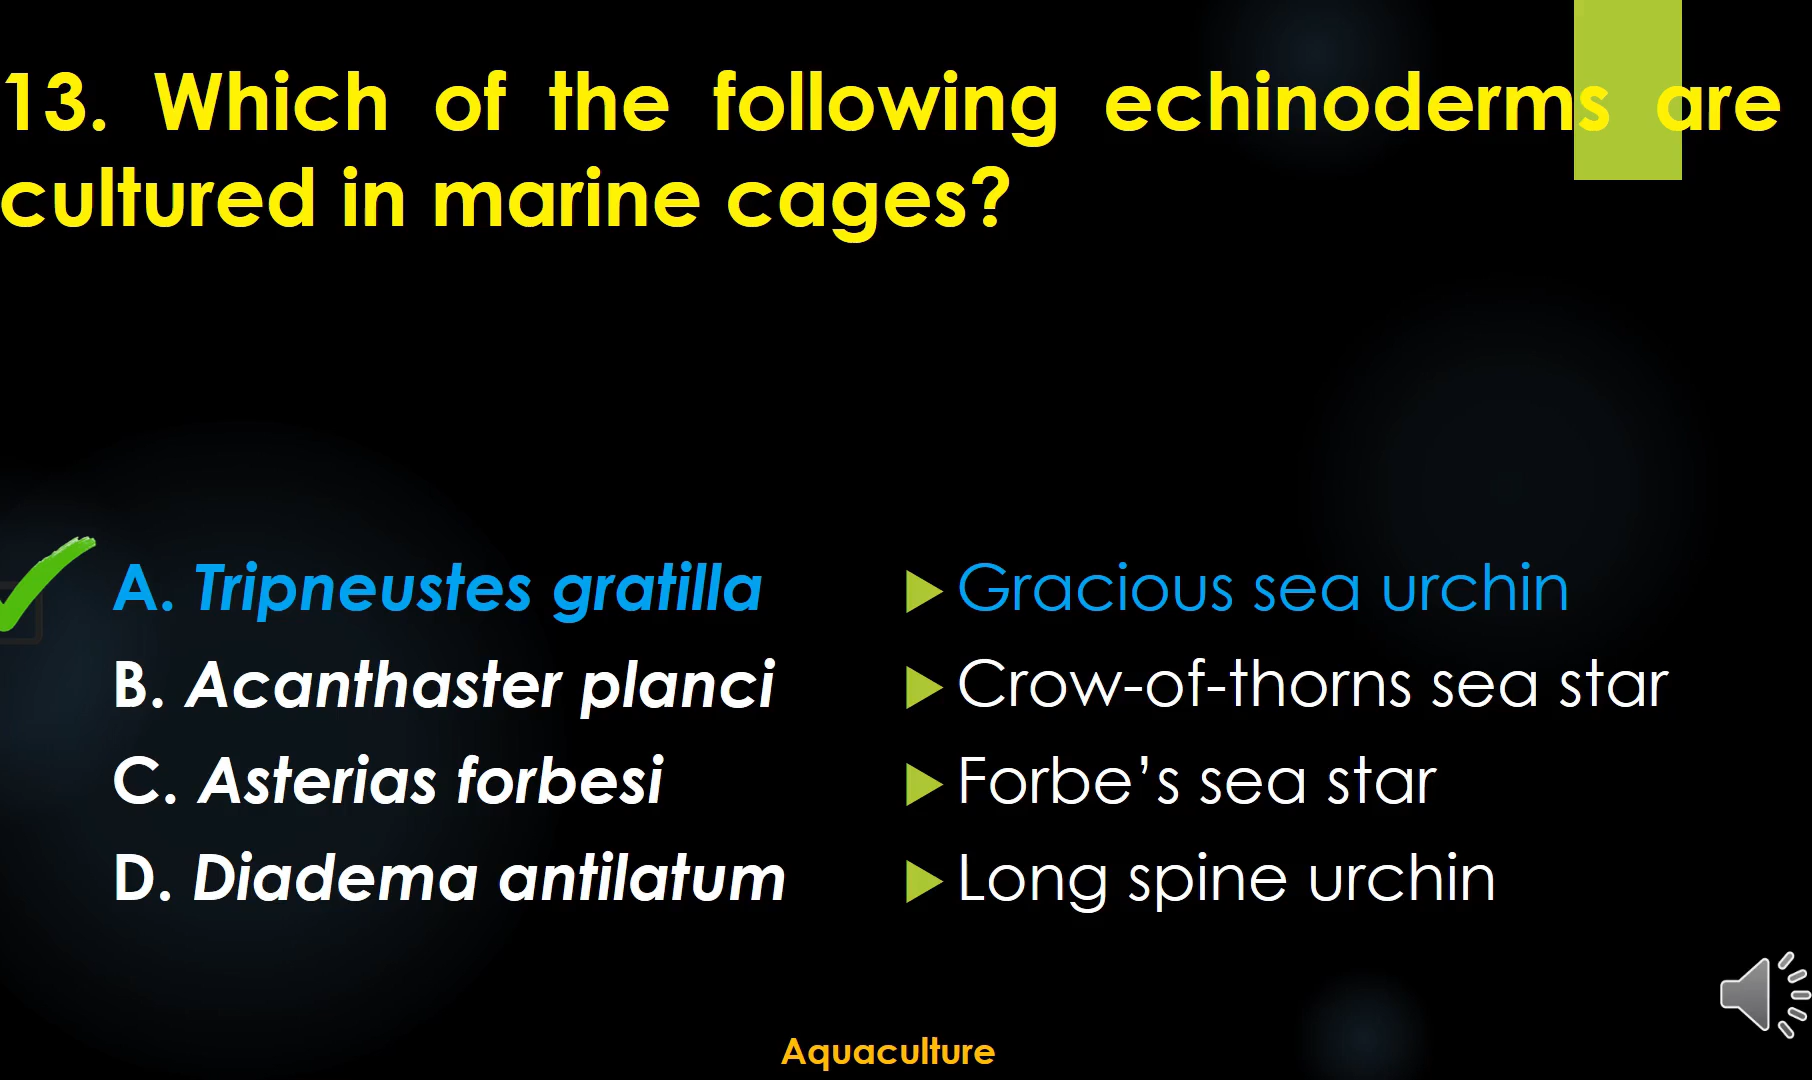 13. Which of the following echinoderms are
cultured in marine cages?
A. Tripneustes gratilla
Gracious sea urchin
B. Acanthaster planci
Crow-of-thorns sea star
C. Asterias forbesi
Forbe’s sea star
D. Diadema antilatum
Long spine urchin
Aquaculture